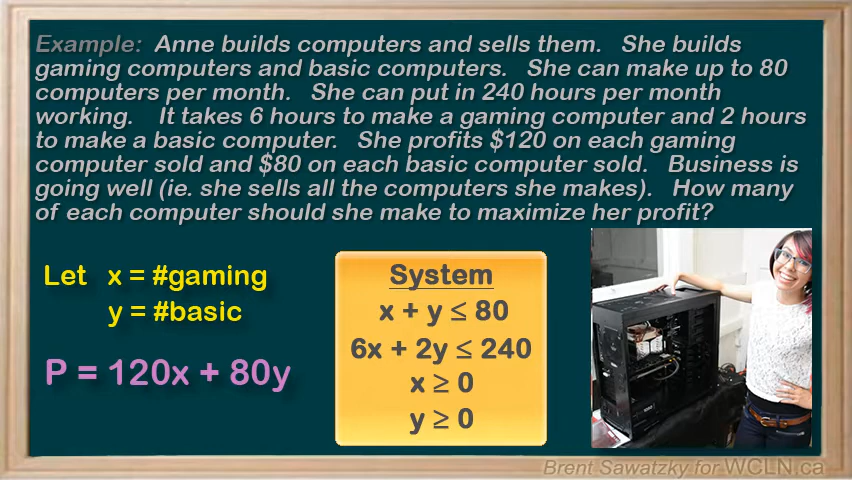 Example: Anne builds computers and sells them. She builds
gaming computers and basic computers. She can make up to 80
computers per month. She can put in 240 hours per month
working. It takes 6 hours to make a gaming computer and 2 hours
to make a basic computer. She profits $120 on each gaming
computer sold and $80 on each basic computer sold. Business is
going well (ie. she sells all the computers she makes). How many
of each computer should she make to maximize her profit?
Let x = #gaming
y = #basic
P = 120x + 80y
System
x + y ≤ 80
6x + 2y ≤ 240
x ≥ 0
y ≥ 0
Brent Sawatzky for WCLN.ca